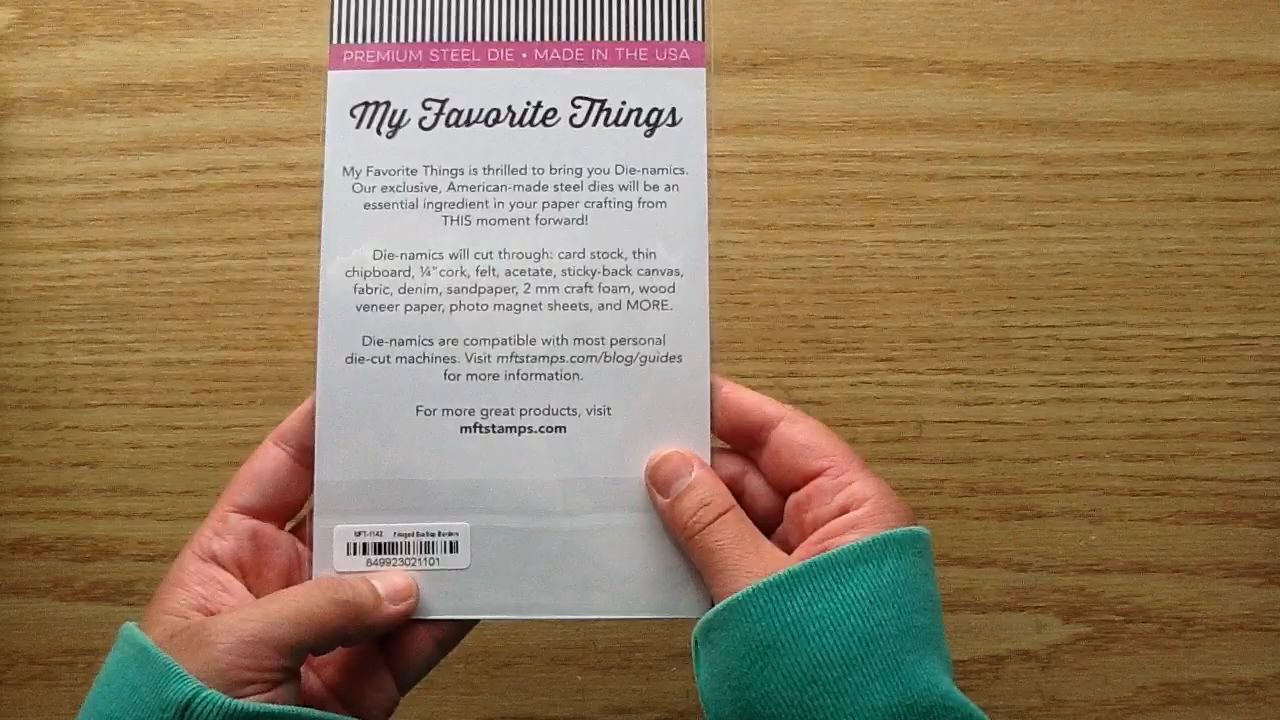 PREMIUM STEEL DIE • MADE IN THE USA
My Favorite Things
My Favorite Things is thrilled to bring you Die-namics.
Our exclusive, American-made steel dies will be an
essential ingredient in your paper crafting from
THIS moment forward!
Die-namics will cut through: card stock, thin
chipboard, ¼" cork, felt, acetate, sticky-back canvas,
fabric, denim, sandpaper, 2 mm craft foam, wood
veneer paper, photo magnet sheets, and MORE.
Die-namics are compatible with most personal
die-cut machines. Visit mftstamps.com/blog/guides
for more information.
For more great products, visit
mftstamps.com
Borders
849923021101